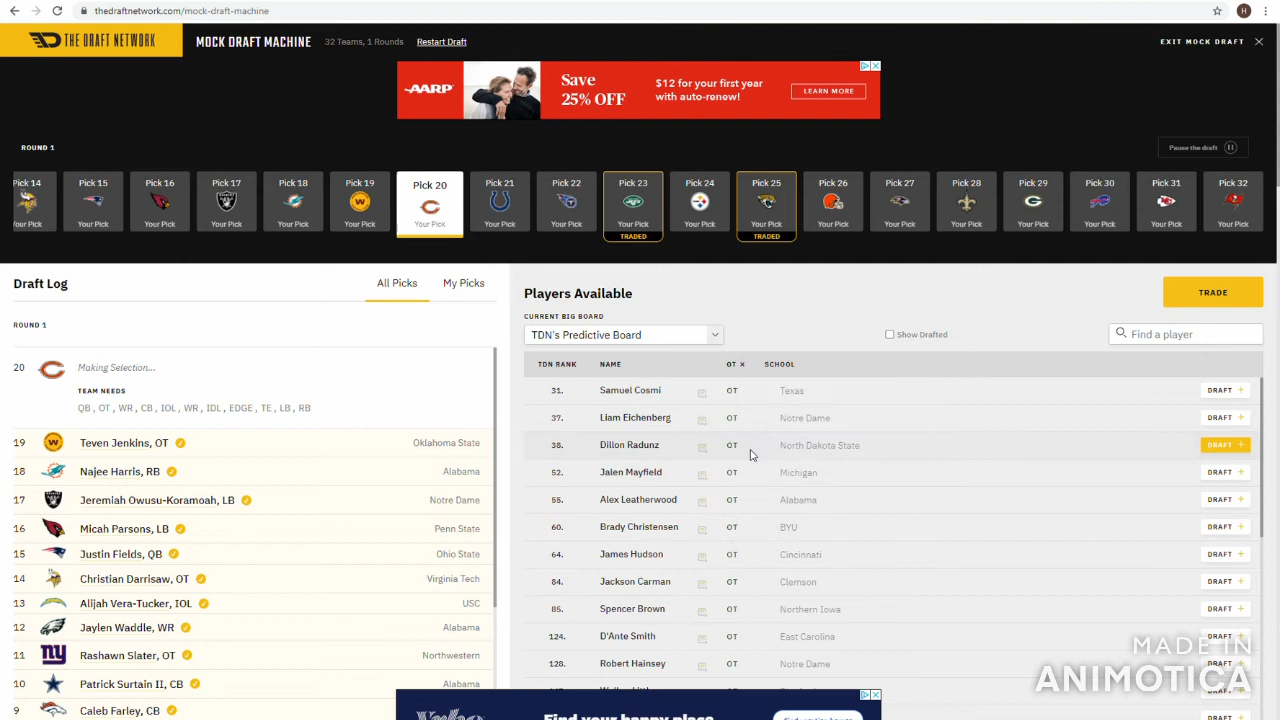 thedraftnetwork.com/mock-draft-machine
H
THE DRAFT NETWORK
MOCK DRAFT MACHINE 32 Teams, 1 Rounds Restart Draft
EXIT MOCK DRAFT
AARP
Save
25% OFF
$12 for your first year
with auto-renew!
LEARN MORE
ROUND 1
Pause the draft
Pick 14 Pick 15 Pick 16 Pick 17 Pick 18 Pick 19 Pick 20 Pick 21 Pick 22 Pick 23 Pick 24 Pick 25 Pick 26 Pick 27 Pick 28 Pick 29 Pick 30 Pick 31 Pick 32
Your Pick Your Pick Your Pick Your Pick Your Pick Your Pick Your Pick Your Pick Your Pick Your Pick Your Pick Your Pick Your Pick Your Pick Your Pick Your Pick Your Pick Your Pick Your Pick
TRADED TRADED
Draft Log
All Picks
My Picks
ROUND 1
20 Making Selection...
TEAM NEEDS
QB , OT , WR , CB , IOL , WR , IDL , EDGE , TE , LB , RB
19 Teven Jenkins, OT Oklahoma State
18 Najee Harris, RB Alabama
17 Jeremiah Owusu-Koramoah, LB Notre Dame
16 Micah Parsons, LB Penn State
15 Justin Fields, QB Ohio State
14 Christian Darrisaw, OT Virginia Tech
13 Alijah Vera-Tucker, IOL USC
12 Jaylen Waddle, WR Alabama
11 Rashawn Slater, OT Northwestern
10 Patrick Surtain II, CB Alabama
9 Caleb Farley, CB
Players Available
TRADE
CURRENT BIG BOARD
TDN's Predictive Board
Show Drafted
Find a player
TDN RANK NAME OT X SCHOOL
31. Samuel Cosmi OT Texas DRAFT +
37. Liam Eichenberg OT Notre Dame DRAFT +
38. Dillon Radunz OT North Dakota State DRAFT +
52. Jalen Mayfield OT Michigan DRAFT +
55. Alex Leatherwood OT Alabama DRAFT +
60. Brady Christensen OT BYU DRAFT +
64. James Hudson OT Cincinnati DRAFT +
84. Jackson Carman OT Clemson DRAFT +
85. Spencer Brown OT Northern Iowa DRAFT +
124. D'Ante Smith OT East Carolina DRAFT +
128. Robert Hainsey OT Notre Dame DRAFT
MADE IN
ANIMOTICA
Find your happy place